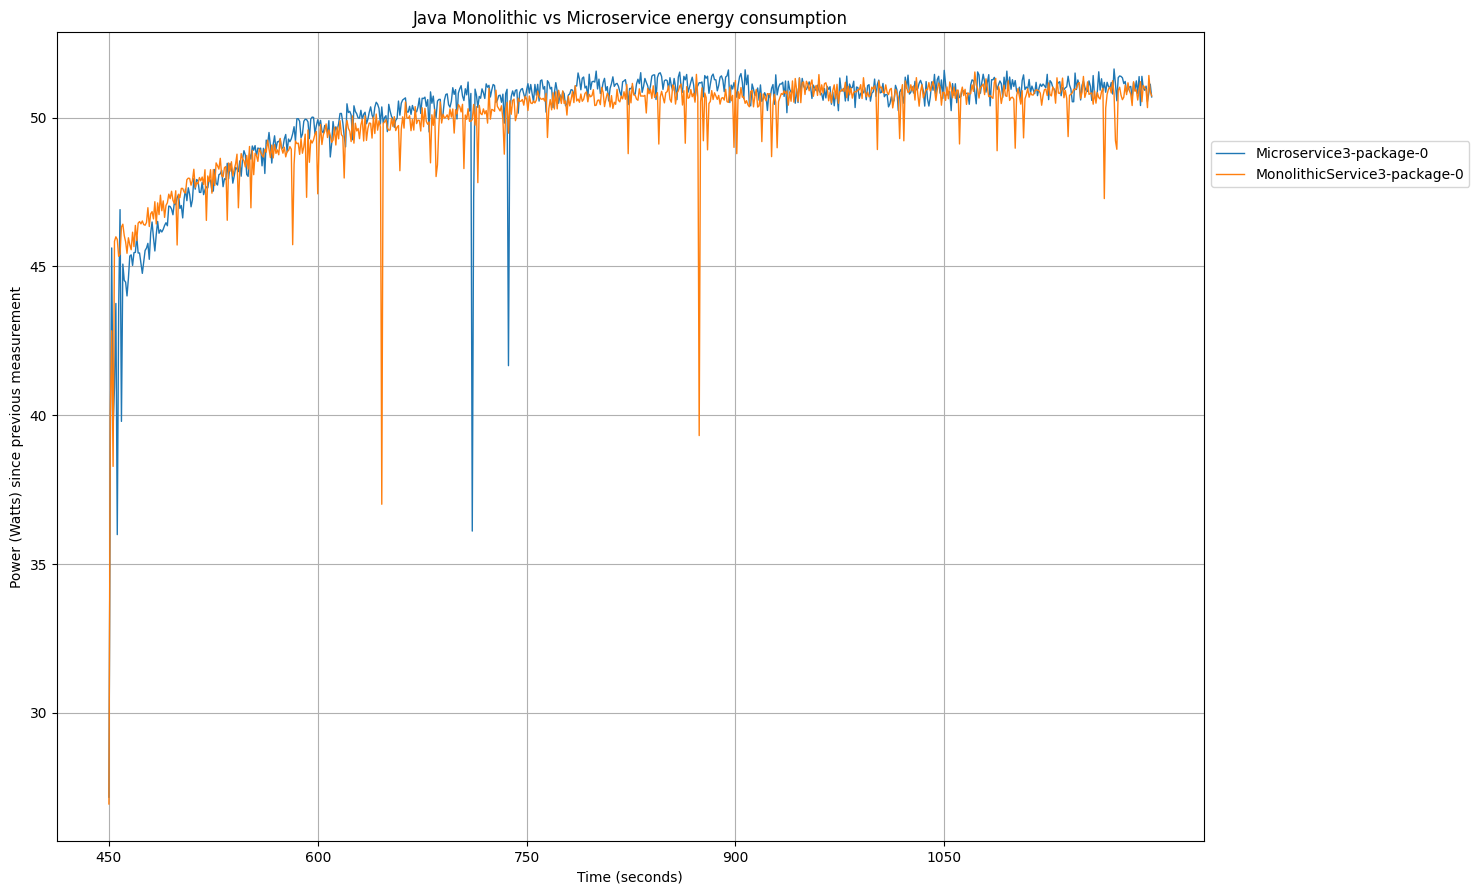 Java Monolithic vs Microservice energy consumption
Power (Watts) since previous measurement
50
45
40
35
30
450 600 750 900 1050
Time (seconds)
Microservice3-package-0
MonolithicService3-package-0